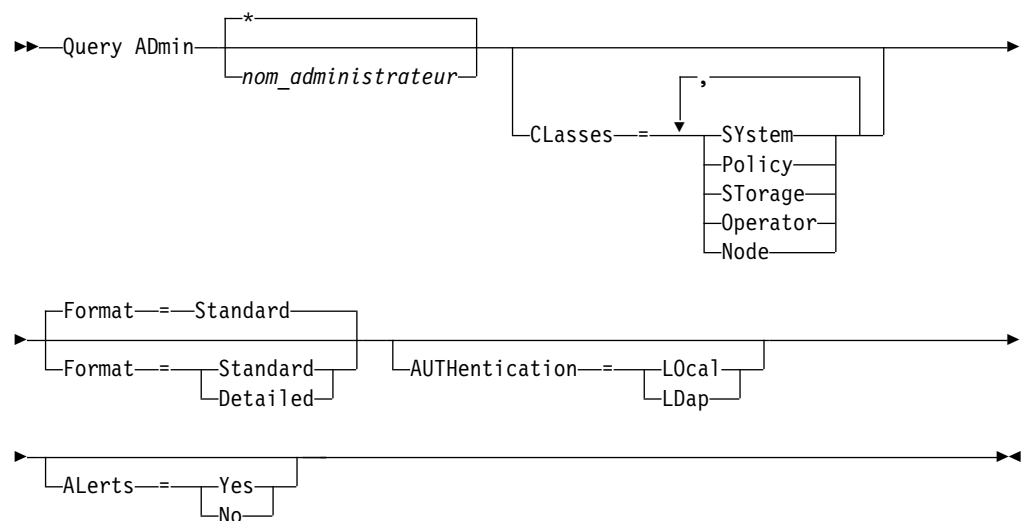 *
Query ADmin
nom_administrateur
,
CLasses = SYstem
Policy
STorage
Operator
Node
Format = Standard
Format = Standard
Detailed
AUTHentication = LOcal
LDap
ALerts = Yes
No